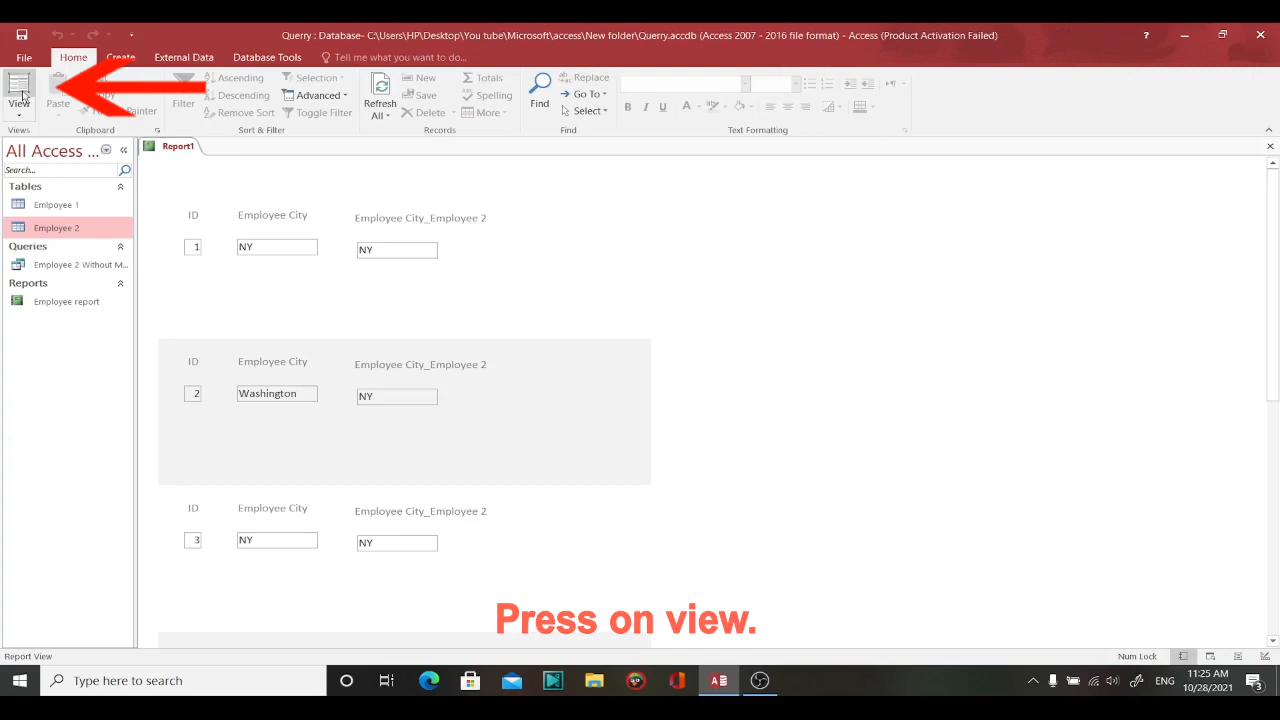 Querry : Database- C:\Users\HP\Desktop\You tube\Microsoft\access\New folder\Querry.accdb (Access 2007 - 2016 file format) - Access (Product Activation Failed)
File Home Create External Data Database Tools Tell me what you want to do...
View
Views
Paste
Painter
Clipboard
Filter
Ascending
Descending
Remove Sort
Selection
Advanced
Toggle Filter
Sort & Filter
Refresh All
New
Save
Delete
Totals
Spelling
More
Records
Find
Replace
Go To
Select
Find
B I U A
Text Formatting
All Access ...
Search...
Tables
Emlpoyee 1
Employee 2
Queries
Employee 2 Without M...
Reports
Employee report
Report1
ID Employee City Employee City_Employee 2
1 NY NY
ID Employee City Employee City_Employee 2
2 Washington NY
ID Employee City Employee City_Employee 2
3 NY NY
Press on view.
Report View Num Lock
Type here to search
ENG
11:25 AM
10/28/2021
3